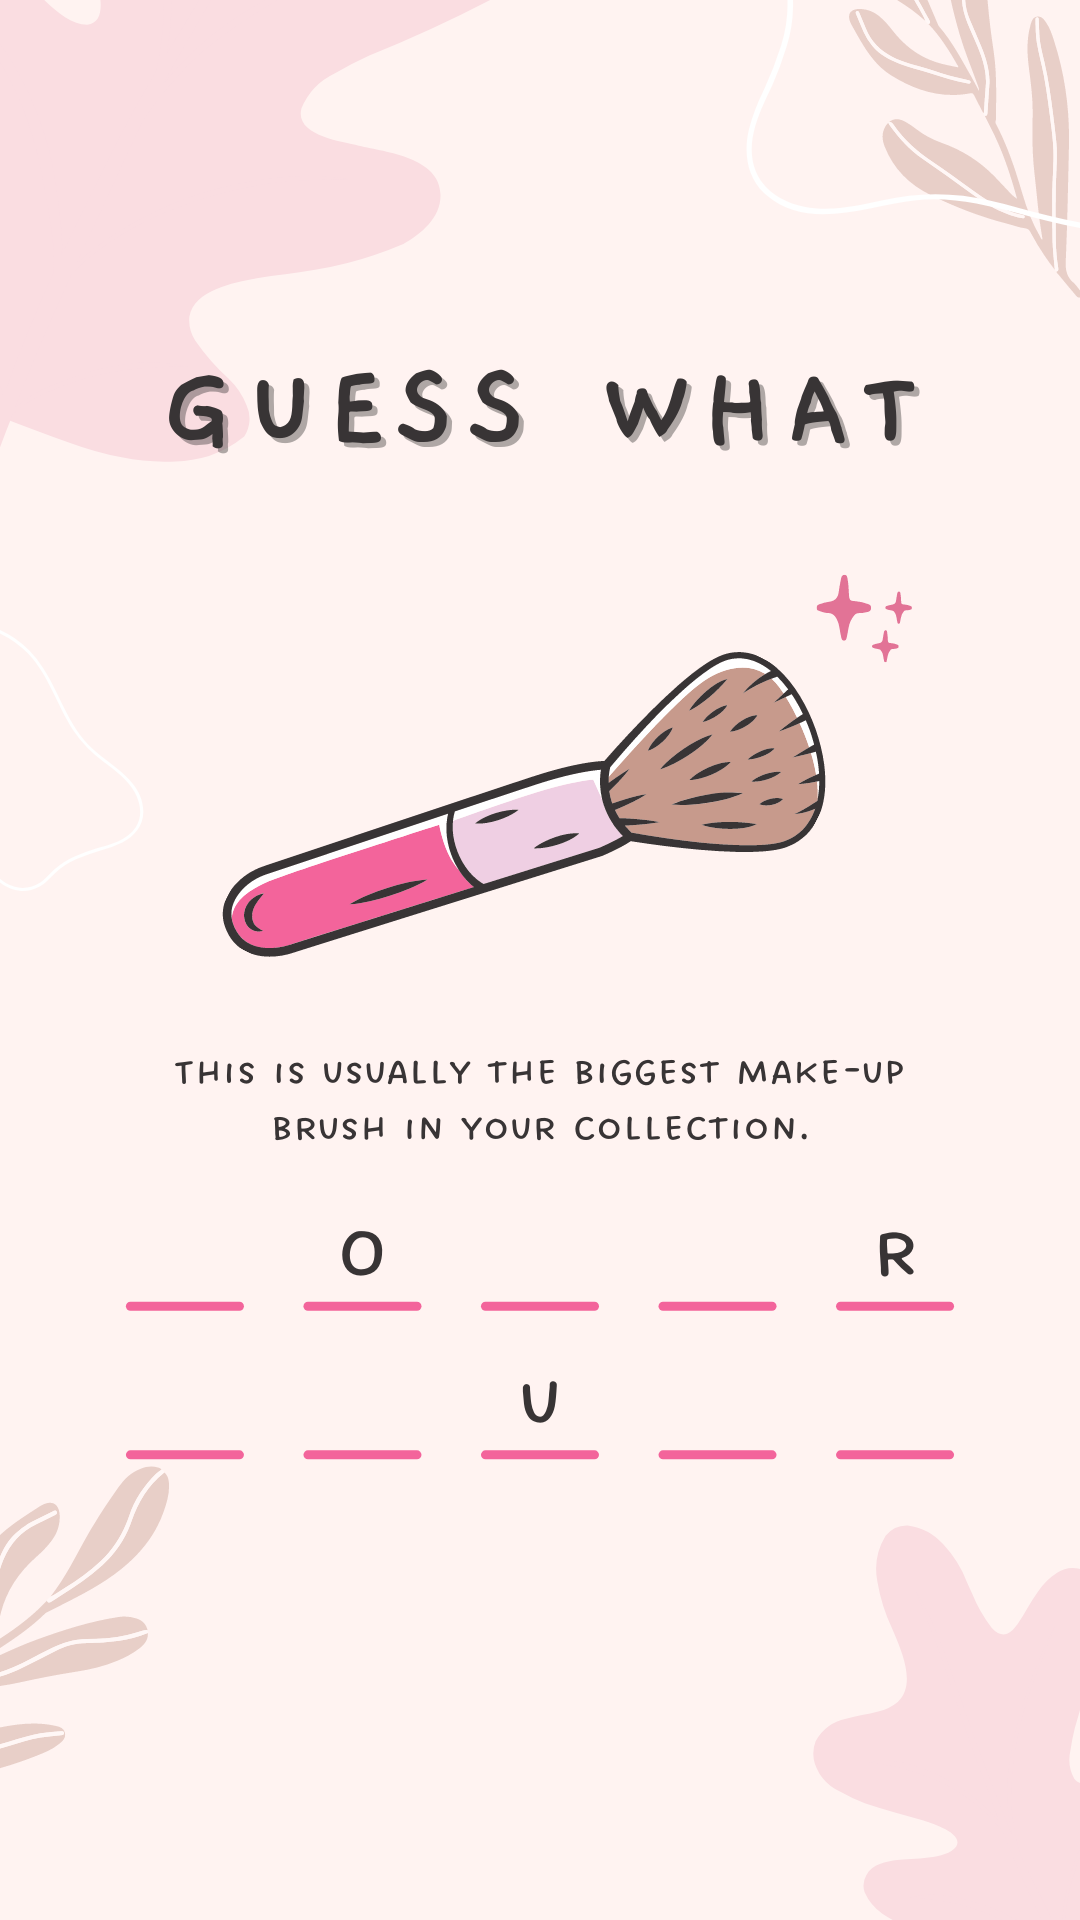 GUESS WHAT
THIS IS USUALLY THE BIGGEST MAKE-UP
BRUSH IN YOUR COLLECTION.
O R
U